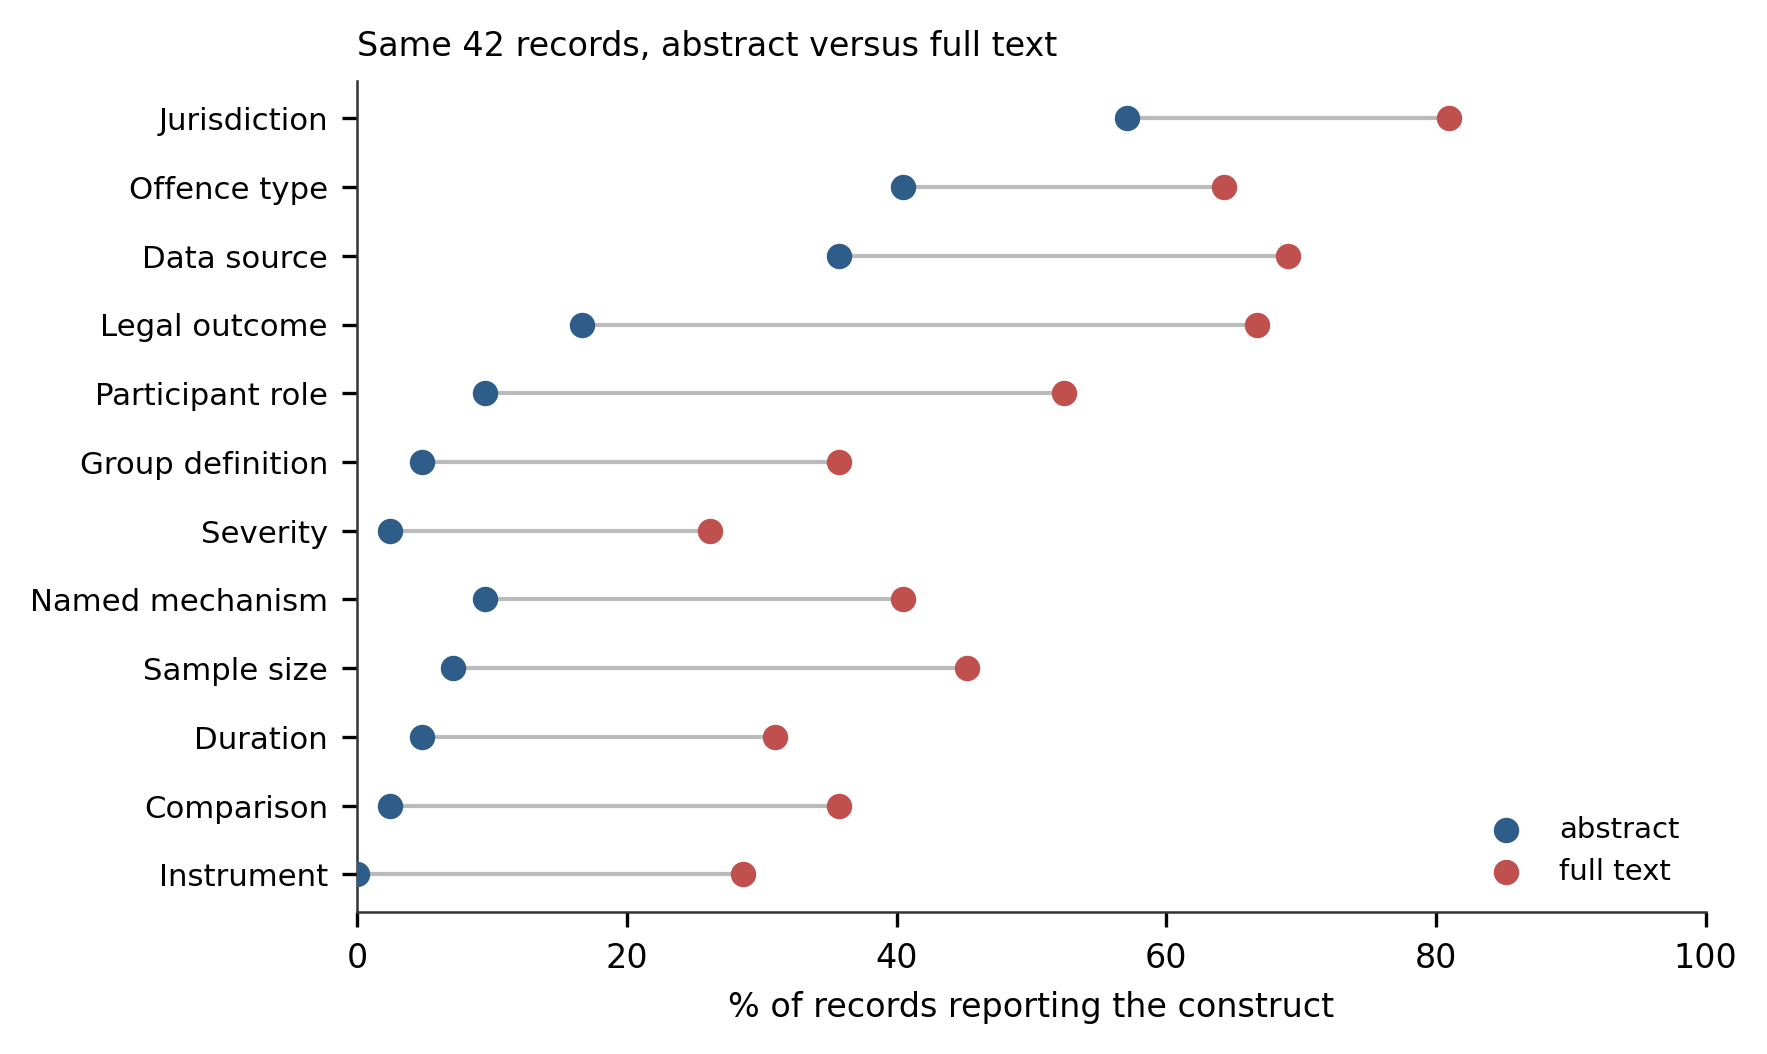 Same 42 records, abstract versus full text
Jurisdiction
Offence type
Data source
Legal outcome
Participant role
Group definition
Severity
Named mechanism
Sample size
Duration
Comparison
Instrument
abstract
full text
0 20 40 60 80 100
% of records reporting the construct